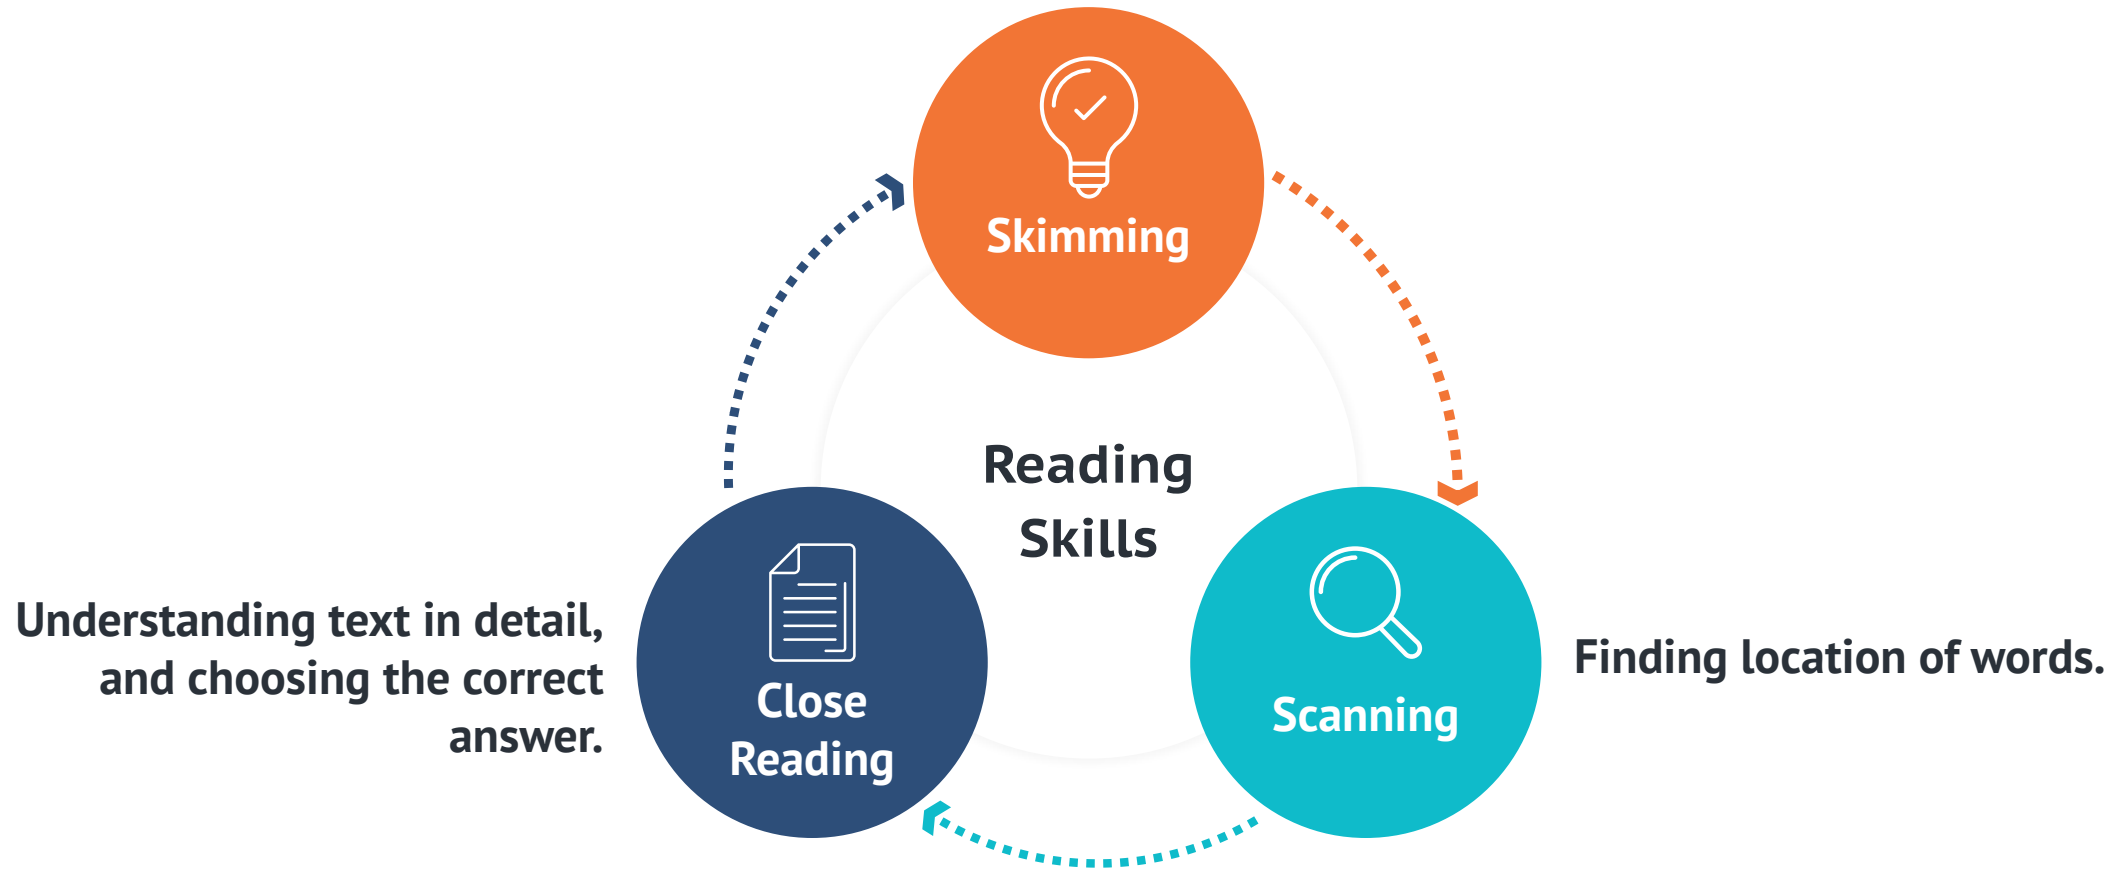 Skimming
Reading
Skills
Understanding text in detail,
and choosing the correct
answer.
Close
Reading
Scanning
Finding location of words.